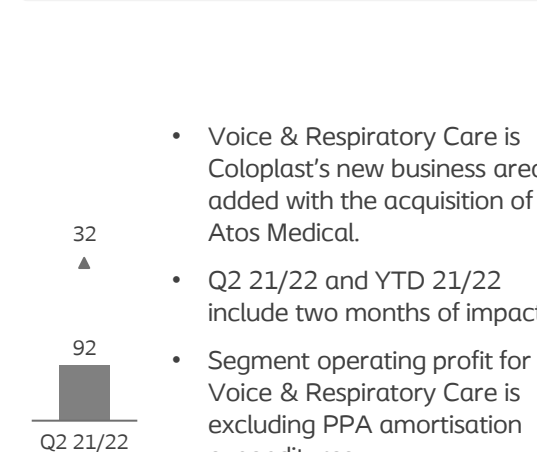 32
92
Q2 21/22
• Voice & Respiratory Care is
Coloplast's new business
added with the acquisition of
Atos Medical.
• Q2 21/22 and YTD 21/22
include two months of
• Segment operating profit for
Voice & Respiratory Care is
excluding PPA amortisation